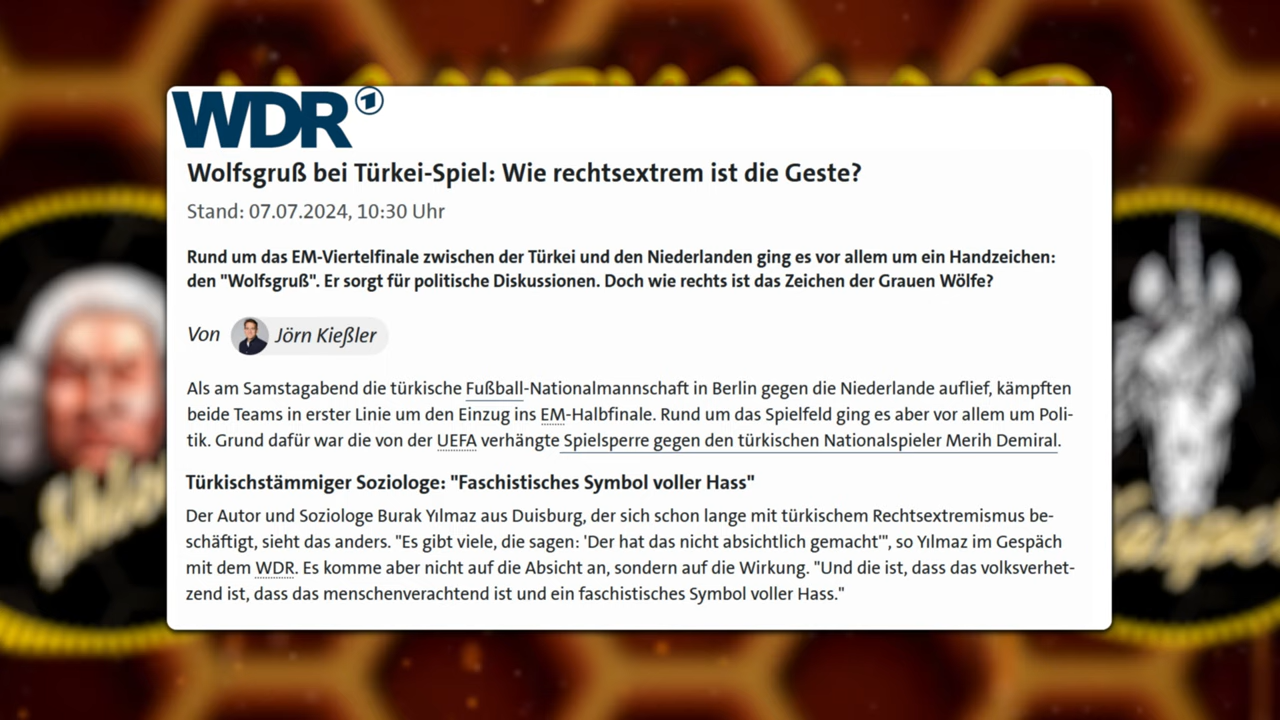 WDR 1
Wolfsgruß bei Türkei-Spiel: Wie rechtsextrem ist die Geste?
Stand: 07.07.2024, 10:30 Uhr
Rund um das EM-Viertelfinale zwischen der Türkei und den Niederlanden ging es vor allem um ein Handzeichen:
den "Wolfsgruß". Er sorgt für politische Diskussionen. Doch wie rechts ist das Zeichen der Grauen Wölfe?
Von Jörn Kießler
Als am Samstagabend die türkische Fußball-Nationalmannschaft in Berlin gegen die Niederlande auflief, kämpften
beide Teams in erster Linie um den Einzug ins EM-Halbfinale. Rund um das Spielfeld ging es aber vor allem um Poli-
tik. Grund dafür war die von der UEFA verhängte Spielsperre gegen den türkischen Nationalspieler Merih Demiral.
Türkischstämmiger Soziologe: "Faschistisches Symbol voller Hass"
Der Autor und Soziologe Burak Yılmaz aus Duisburg, der sich schon lange mit türkischem Rechtsextremismus be-
schäftigt, sieht das anders. "Es gibt viele, die sagen: 'Der hat das nicht absichtlich gemacht'", so Yılmaz im Gespäch
mit dem WDR. Es komme aber nicht auf die Absicht an, sondern auf die Wirkung. "Und die ist, dass das volksverhet-
zend ist, dass das menschenverachtend ist und ein faschistisches Symbol voller Hass."